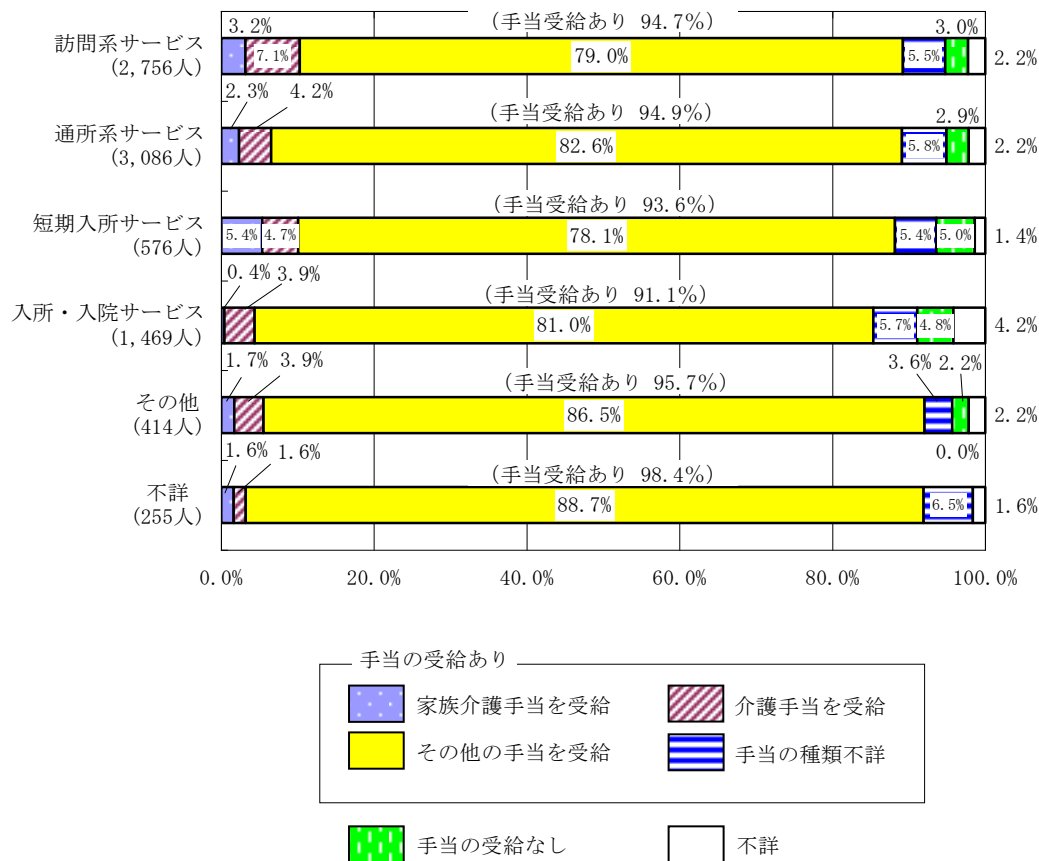 (手当受給あり 94.7%)
3.2%
3.0%
訪問系サービス
(2,756人)
7.1%
79.0%
5.5%
2.2%
2.3%
4.2%
(手当受給あり 94.9%)
2.9%
通所系サービス
(3,086人)
82.6%
5.8%
2.2%
(手当受給あり 93.6%)
短期入所サービス
(576人)
5.4%
4.7%
78.1%
5.4%
5.0%
1.4%
0.4%
3.9%
(手当受給あり 91.1%)
入所・入院サービス
(1,469人)
81.0%
5.7%
4.8%
4.2%
1.7%
3.9%
(手当受給あり 95.7%)
3.6%
2.2%
その他
(414人)
86.5%
2.2%
1.6%
1.6%
(手当受給あり 98.4%)
0.0%
不詳
(255人)
88.7%
6.5%
1.6%
0.0%
20.0%
40.0%
60.0%
80.0%
100.0%
手当の受給あり
家族介護手当を受給
介護手当を受給
その他の手当を受給
手当の種類不詳
手当の受給なし
不詳